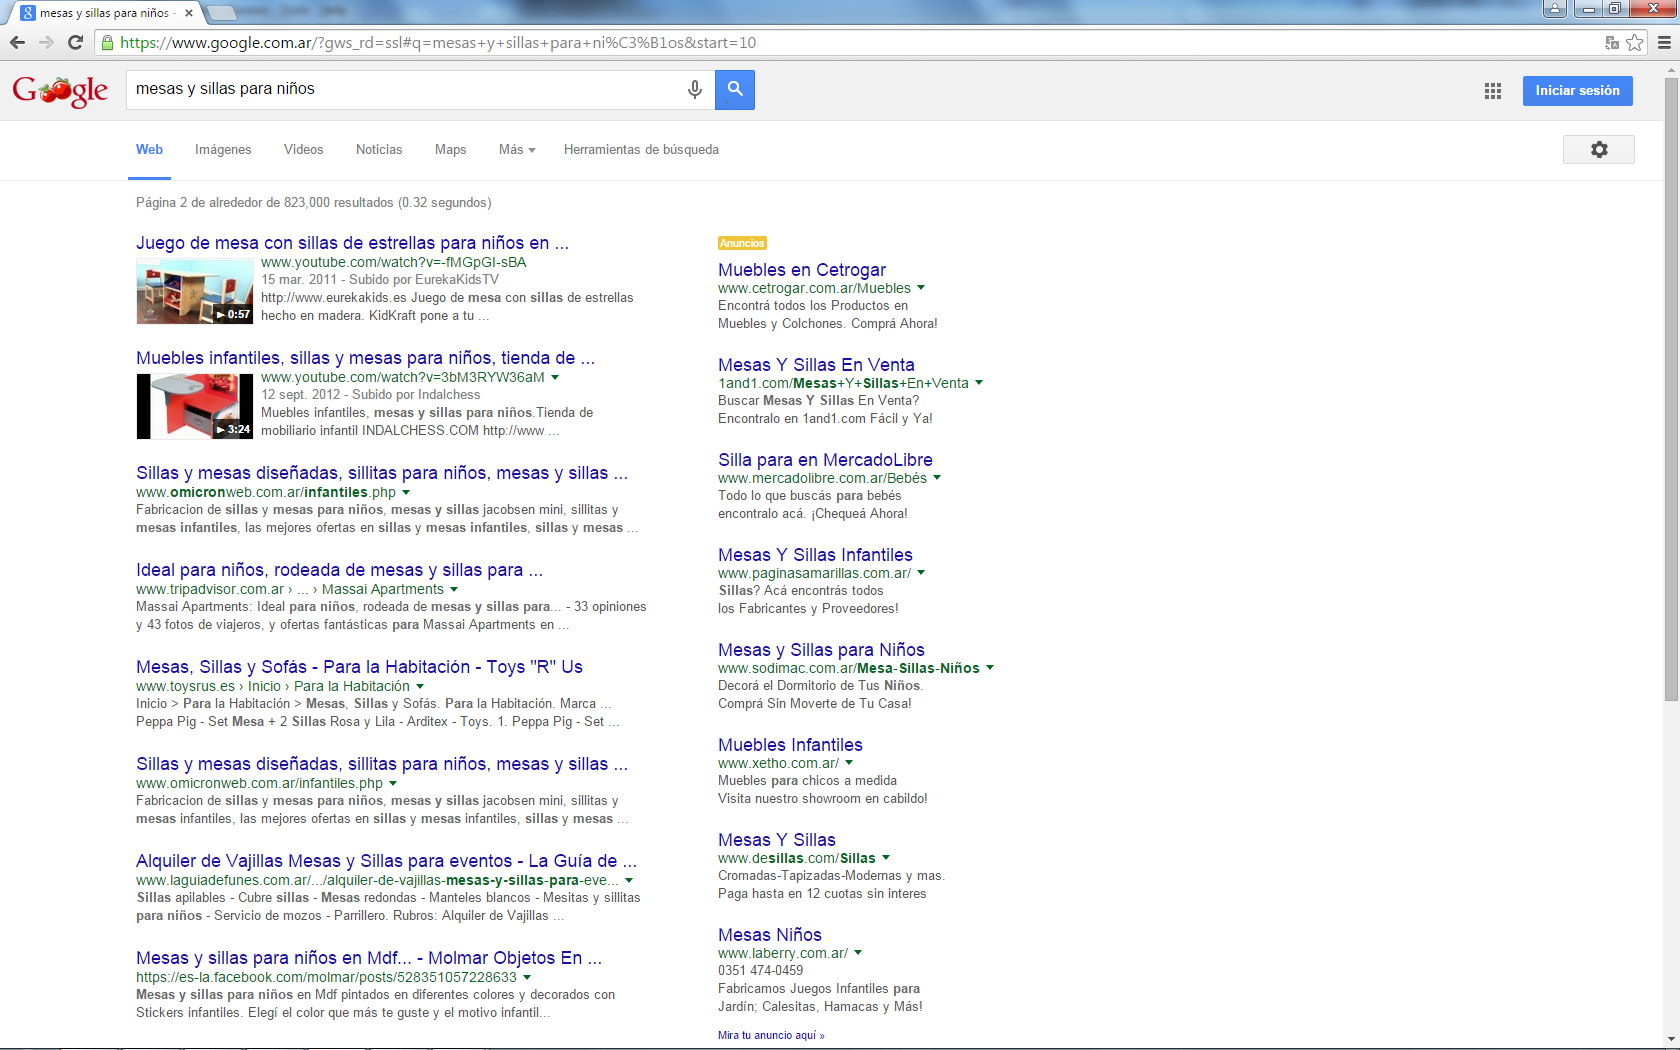 mesas y sillas para niños -
https://www.google.com.ar/?gws_rd=ssl#q=mesas+y+sillas+para+ni%C3%B1os&start=10
Google
mesas y sillas para niños
Iniciar sesión
Web Imágenes Videos Noticias Maps Más Herramientas de búsqueda
Página 2 de alrededor de 823,000 resultados (0.32 segundos)
Juego de mesa con sillas de estrellas para niños en ...
www.youtube.com/watch?v=-fMGpGI-sBA
15 mar. 2011 - Subido por EurekaKidsTV
http://www.eurekakids.es Juego de mesa con sillas de estrellas
hecho en madera. KidKraft pone a tu ...
0:57
Muebles infantiles, sillas y mesas para niños, tienda de ...
www.youtube.com/watch?v=3bM3RYW36aM
12 sept. 2012 - Subido por Indalchess
Muebles infantiles, mesas y sillas para niños.Tienda de
mobiliario infantil INDALCHESS.COM http://www ...
3:24
Sillas y mesas diseñadas, sillitas para niños, mesas y sillas ...
www.omicronweb.com.ar/infantiles.php
Fabricacion de sillas y mesas para niños, mesas y sillas jacobsen mini, sillitas y
mesas infantiles, las mejores ofertas en sillas y mesas infantiles, sillas y mesas ...
Ideal para niños, rodeada de mesas y sillas para ...
www.tripadvisor.com.ar › ... › Massai Apartments
Massai Apartments: Ideal para niños, rodeada de mesas y sillas para... - 33 opiniones
y 43 fotos de viajeros, y ofertas fantásticas para Massai Apartments en ...
Mesas, Sillas y Sofás - Para la Habitación - Toys "R" Us
www.toysrus.es › Inicio › Para la Habitación
Inicio > Para la Habitación > Mesas, Sillas y Sofás. Para la Habitación. Marca ...
Peppa Pig - Set Mesa + 2 Sillas Rosa y Lila - Arditex - Toys. 1. Peppa Pig - Set ...
Sillas y mesas diseñadas, sillitas para niños, mesas y sillas ...
www.omicronweb.com.ar/infantiles.php
Fabricacion de sillas y mesas para niños, mesas y sillas jacobsen mini, sillitas y
mesas infantiles, las mejores ofertas en sillas y mesas infantiles, sillas y mesas ...
Alquiler de Vajillas Mesas y Sillas para eventos - La Guía de ...
www.laguiadefunes.com.ar/.../alquiler-de-vajillas-mesas-y-sillas-para-eve...
Sillas apilables - Cubre sillas - Mesas redondas - Manteles blancos - Mesitas y sillitas
para niños - Servicio de mozos - Parrillero. Rubros: Alquiler de Vajillas ...
Mesas y sillas para niños en Mdf... - Molmar Objetos En ...
https://es-la.facebook.com/molmar/posts/528351057228633
Mesas y sillas para niños en Mdf pintados en diferentes colores y decorados con
Stickers infantiles. Elegí el color que más te guste y el motivo infantil...
Anuncios
Muebles en Cetrogar
www.cetrogar.com.ar/Muebles
Encontrá todos los Productos en
Muebles y Colchones. Comprá Ahora!
Mesas Y Sillas En Venta
1and1.com/Mesas+Y+Sillas+En+Venta
Buscar Mesas Y Sillas En Venta?
Encontralo en 1and1.com Fácil y Ya!
Silla para en MercadoLibre
www.mercadolibre.com.ar/Bebés
Todo lo que buscás para bebés
encontralo acá. ¡Chequeá Ahora!
Mesas Y Sillas Infantiles
www.paginasamarillas.com.ar/
Sillas? Acá encontrás todos
los Fabricantes y Proveedores!
Mesas y Sillas para Niños
www.sodimac.com.ar/Mesa-Sillas-Niños
Decorá el Dormitorio de Tus Niños.
Comprá Sin Moverte de Tu Casa!
Muebles Infantiles
www.xetho.com.ar/
Muebles para chicos a medida
Visita nuestro showroom en cabildo!
Mesas Y Sillas
www.desillas.com/Sillas
Cromadas-Tapizadas-Modernas y mas.
Paga hasta en 12 cuotas sin interes
Mesas Niños
www.laberry.com.ar/
0351 474-0459
Fabricamos Juegos Infantiles para
Jardín; Calesitas, Hamacas y Más!
Mira tu anuncio aquí »